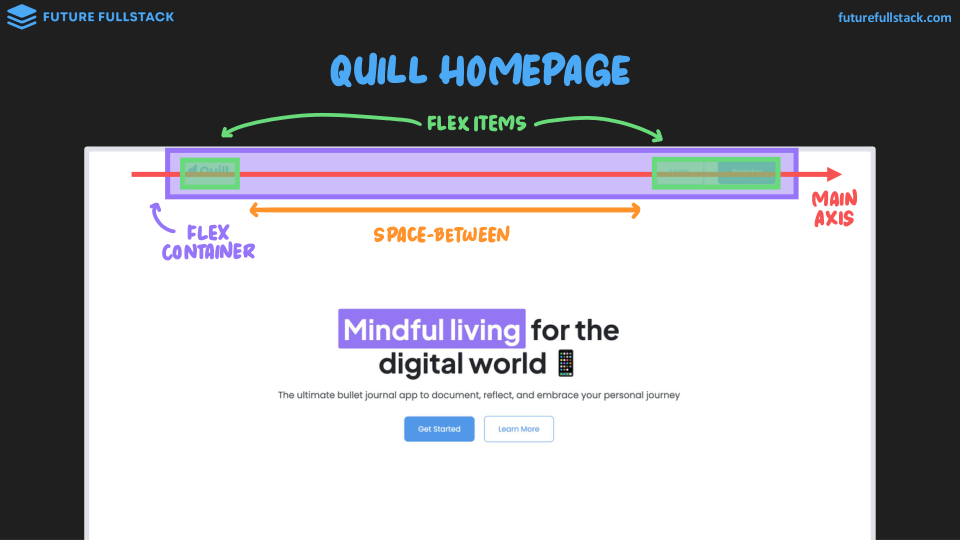 FUTURE FULLSTACK
futurefullstack.com
QUILL HOMEPAGE
FLEX ITEMS
Quill
MAIN
AXIS
FLEX
CONTAINER
SPACE-BETWEEN
Mindful living for the
digital world 📱
The ultimate bullet journal app to document, reflect, and embrace your personal journey
Get Started
Learn More